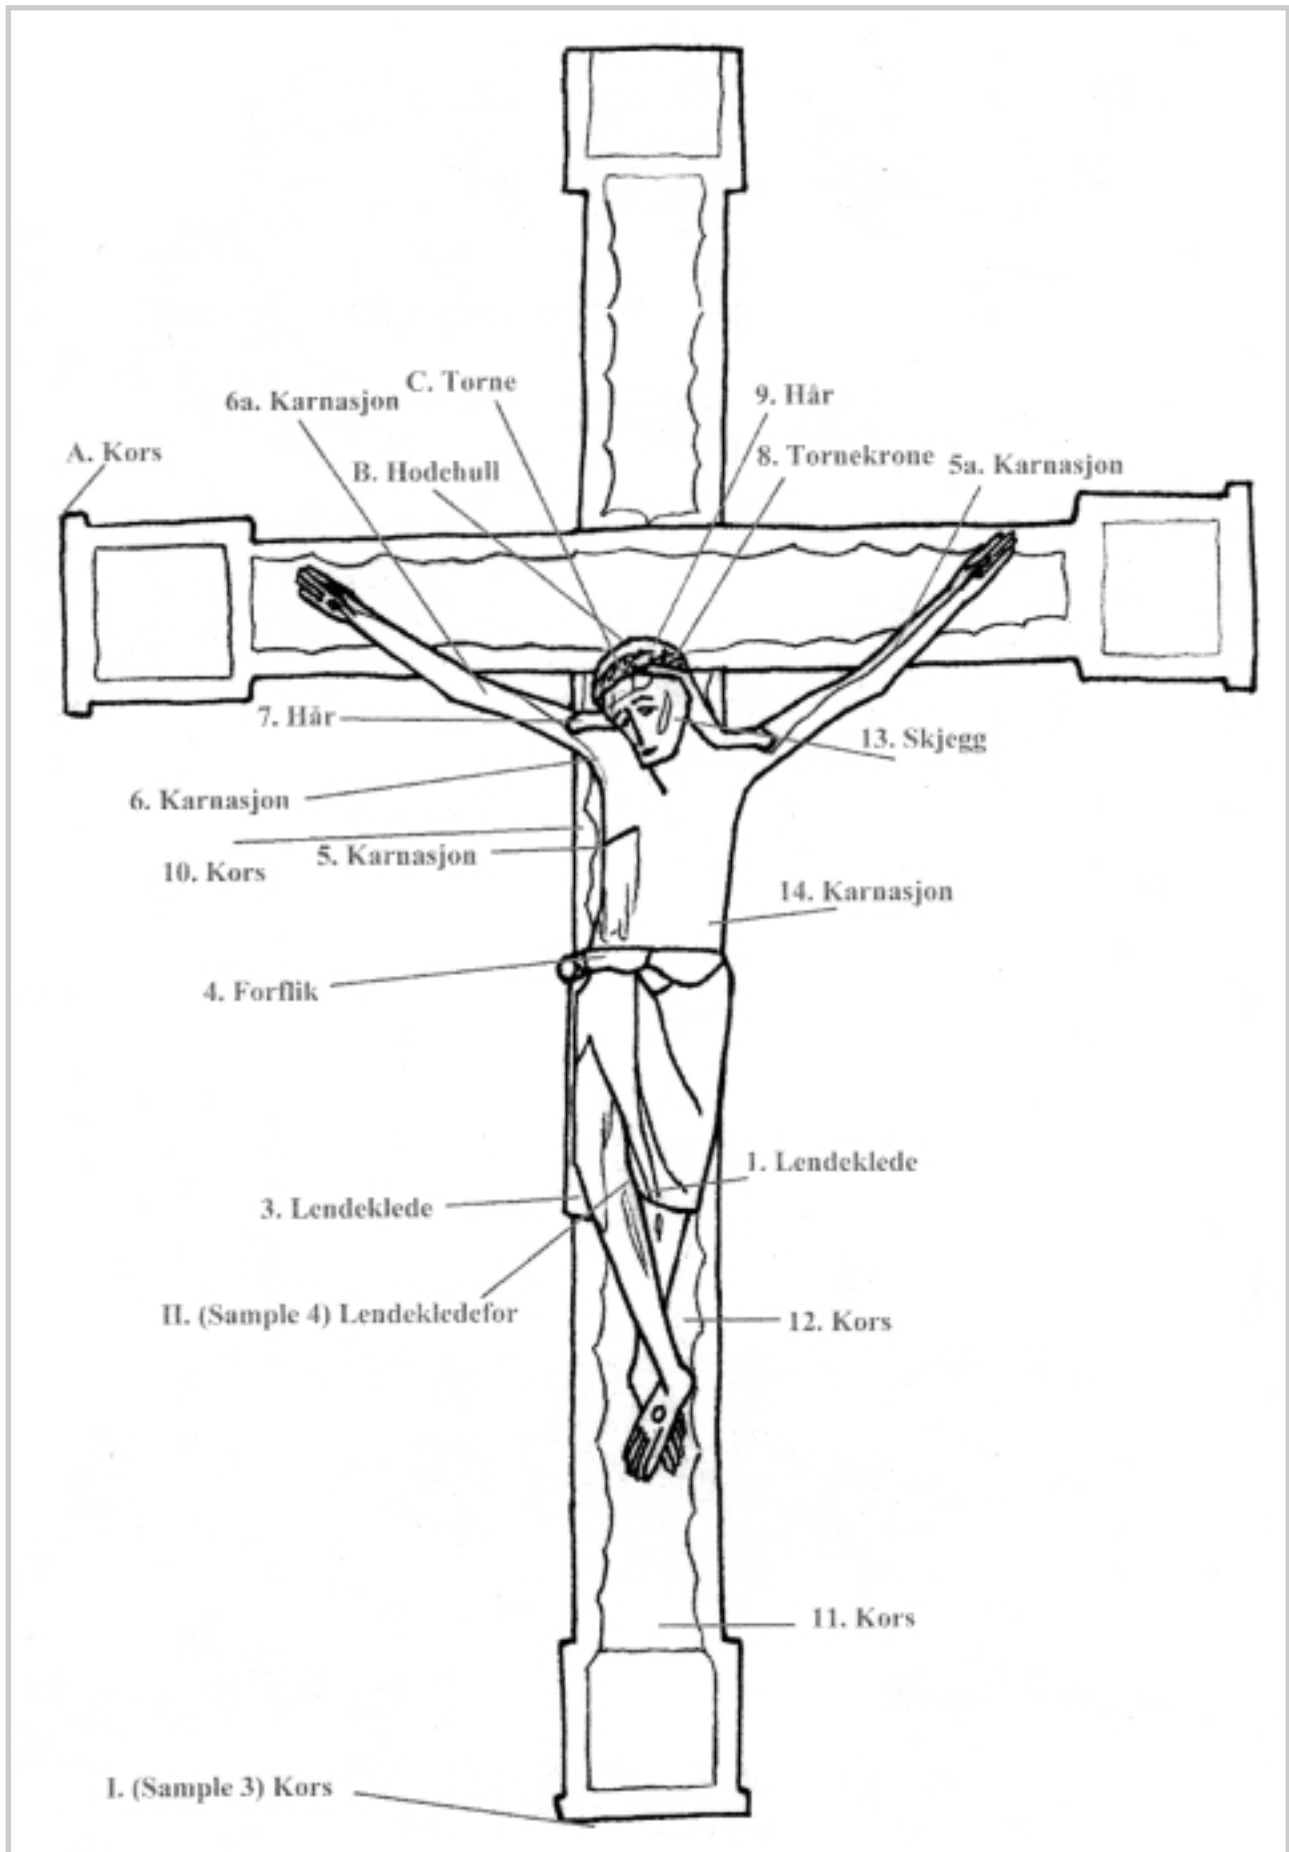 C. Torne
6a. Karnasjon
9. Hår
A. Kors
B. Hodehull
8. Tornekrone
5a. Karnasjon
7. Hår
13. Skjegg
6. Karnasjon
10. Kors
5. Karnasjon
14. Karnasjon
4. Forflik
1. Lendeklede
3. Lendeklede
II. (Sample 4) Lendekledefor
12. Kors
11. Kors
I. (Sample 3) Kors